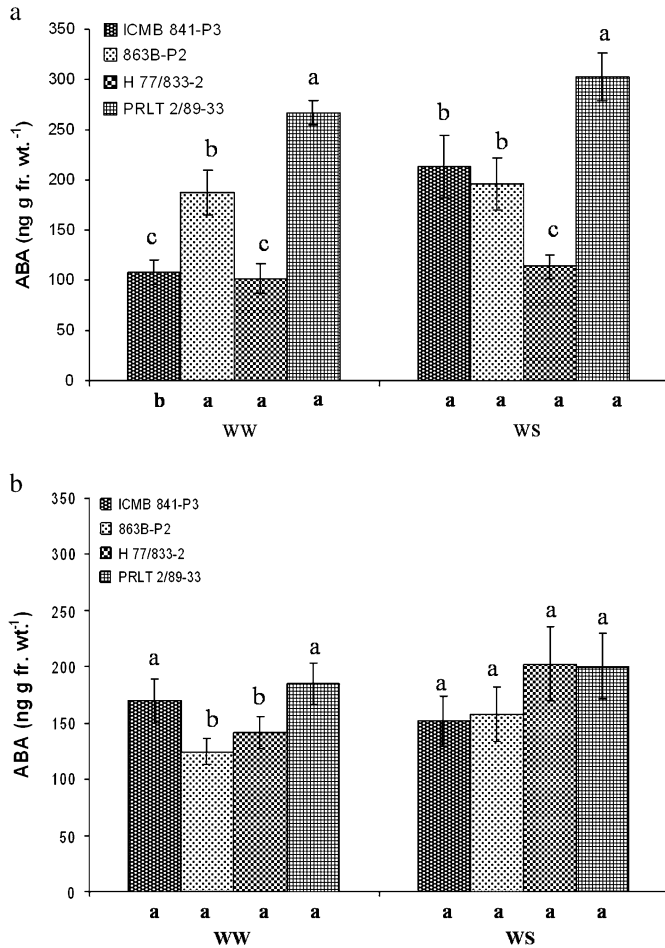 a
ICMB 841-P3
863B-P2
H 77/833-2
PRLT 2/89-33
ABA (ng g fr. wt.-1)
350
300
250
200
150
100
50
0
c
b
c
a
b
b
c
a
b a a a
a a a a
WW
WS
b
ICMB 841-P3
863B-P2
H 77/833-2
PRLT 2/89-33
ABA (ng g fr. wt.-1)
350
300
250
200
150
100
50
0
a
b
b
a
a
a
a
a
a a a a
a a a a
WW
WS